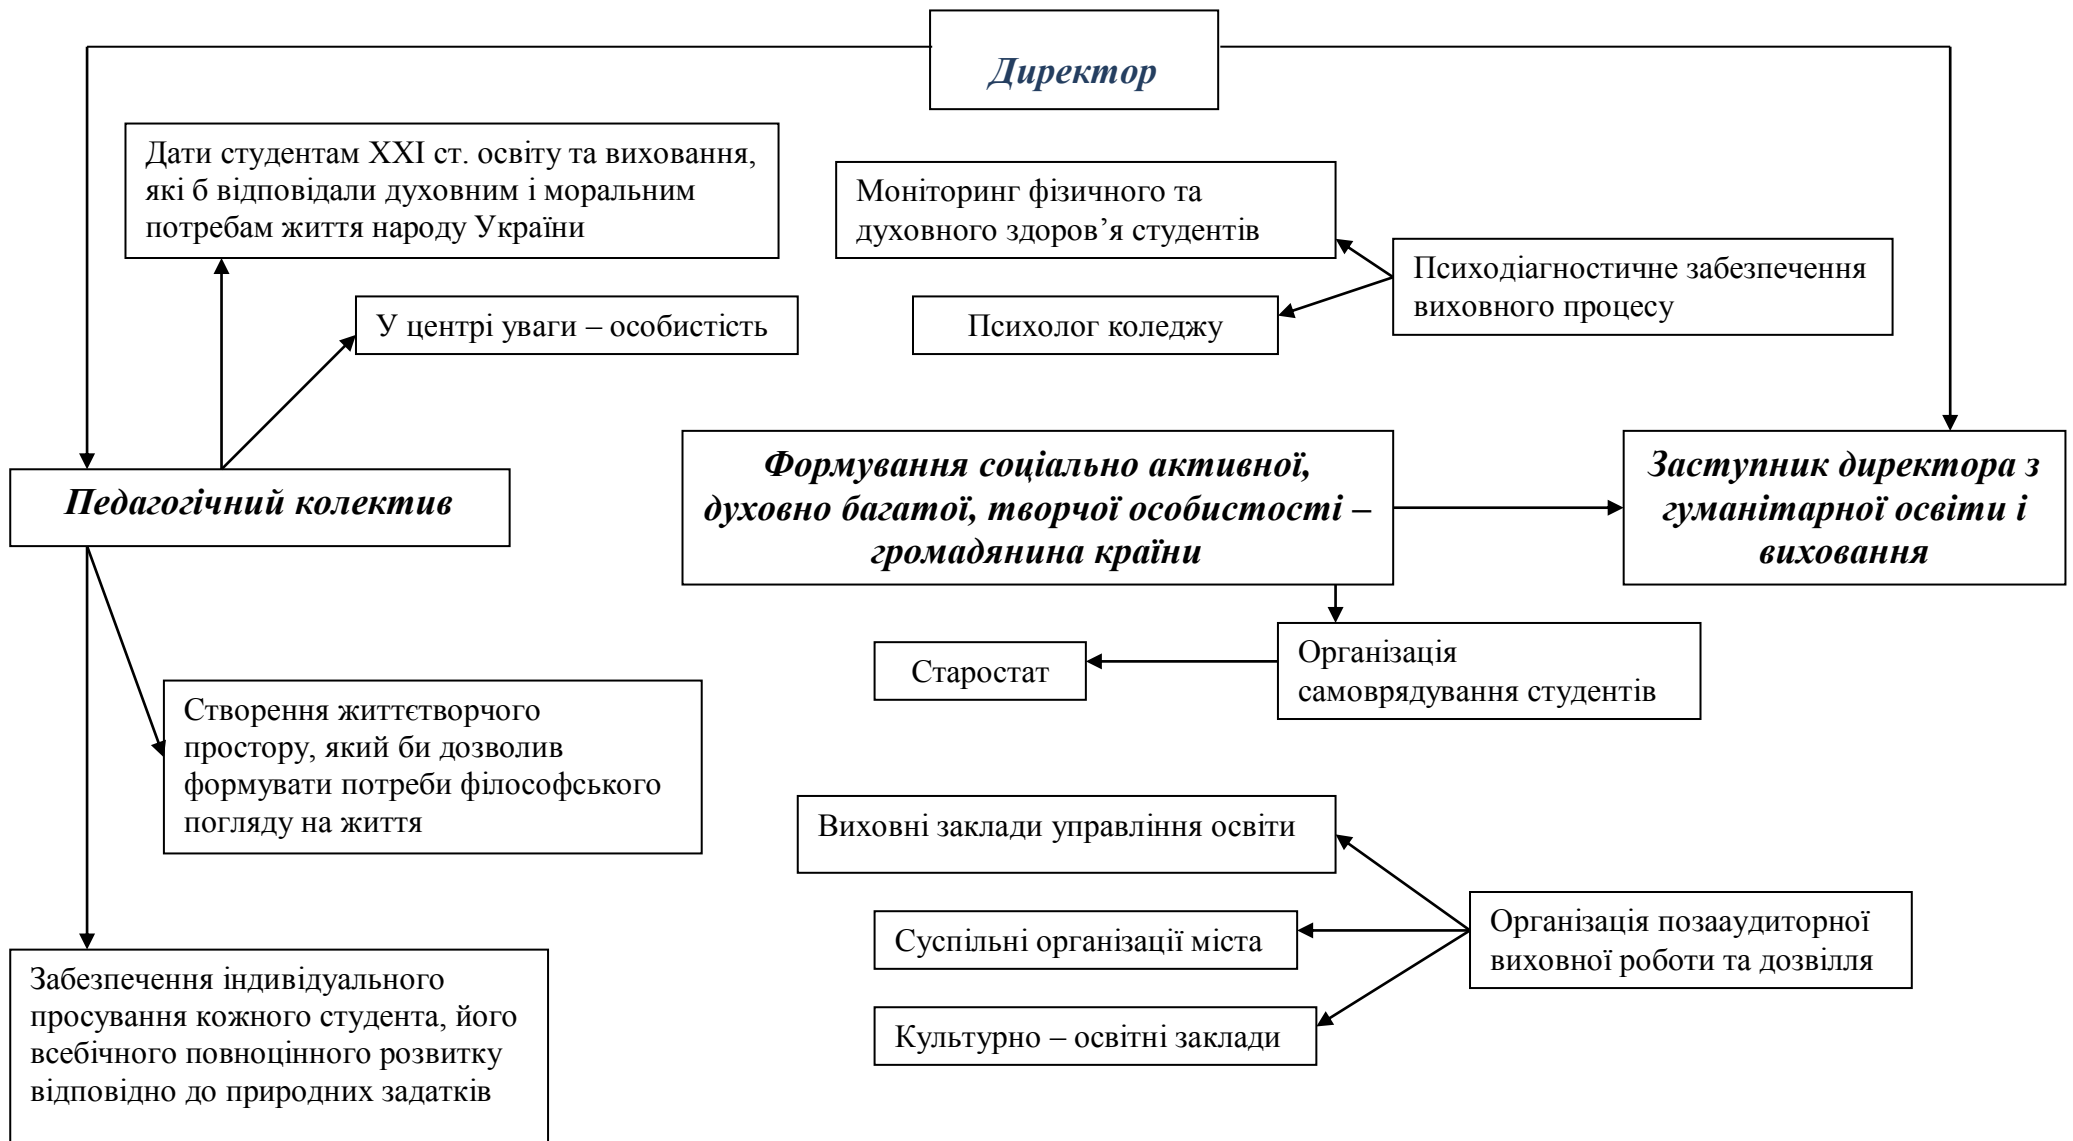 Директор
Дати студентам ХХІ ст. освіту та виховання,
які б відповідали духовним і моральним
потребам життя народу України
Моніторинг фізичного та
духовного здоров’я студентів
Психодіагностичне забезпечення
виховного процесу
У центрі уваги – особистість
Психолог коледжу
Педагогічний колектив
Формування соціально активної,
духовно багатої, творчої особистості –
громадянина країни
Заступник директора з
гуманітарної освіти і
виховання
Старостат
Організація
самоврядування студентів
Створення життєтворчого
простору, який би дозволив
формувати потреби філософського
погляду на життя
Виховні заклади управління освіти
Суспільні організації міста
Організація позааудиторної
виховної роботи та дозвілля
Культурно – освітні заклади
Забезпечення індивідуального
просування кожного студента, його
всебічного повноцінного розвитку
відповідно до природних задатків